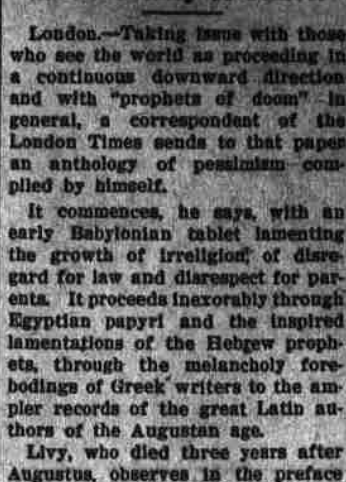 London.—Taking issue with those
who see the world as proceeding in
a continuous downward direction
and with "prophets of doom" in
general, a correspondent of the
London Times sends to that paper
an anthology of pessimism com-
piled by himself.
It commences, he says, with an
early Babylonian tablet lamenting
the growth of irreligion, of disre-
gard for law and disrespect for par-
ents. It proceeds inexorably through
Egyptian papyri and the inspired
lamentations of the Hebrew proph-
ets, through the melancholy fore-
bodings of Greek writers to the am-
pler records of the great Latin au-
thors of the Augustan age.
Livy, who died three years after
Augustus, observes in the preface